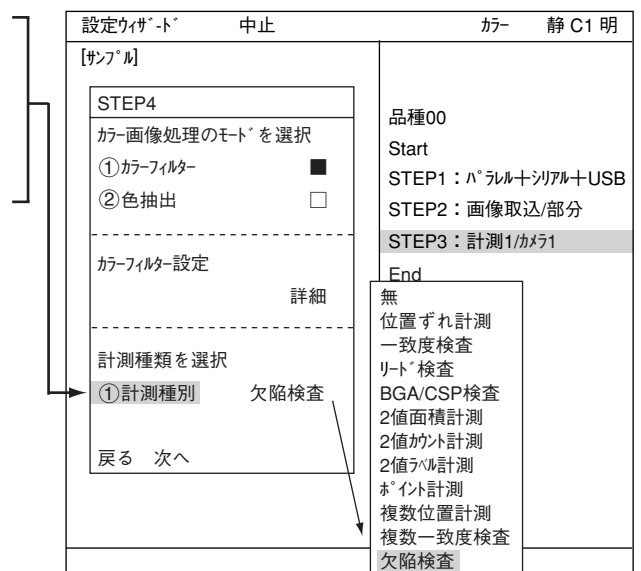 設定ｳｨｻﾞｰﾄﾞ 中止 ｶﾗｰ 静 C1 明
[ｻﾝﾌﾟﾙ]
STEP4
ｶﾗｰ画像処理のﾓｰﾄﾞを選択
①ｶﾗｰﾌｨﾙﾀｰ ■
②色抽出 □
ｶﾗｰﾌｨﾙﾀｰ設定
詳細
計測種類を選択
①計測種別 欠陥検査
戻る 次へ
品種00
Start
STEP1：ﾊﾟﾗﾚﾙ＋ｼﾘｱﾙ＋USB
STEP2：画像取込/部分
STEP3：計測1/ｶﾒﾗ1
End
無
位置ずれ計測
一致度検査
ﾘｰﾄﾞ検査
BGA/CSP検査
2値面積計測
2値ｶｳﾝﾄ計測
2値ﾗﾍﾞﾙ計測
ﾎﾟｲﾝﾄ計測
複数位置計測
複数一致度検査
欠陥検査